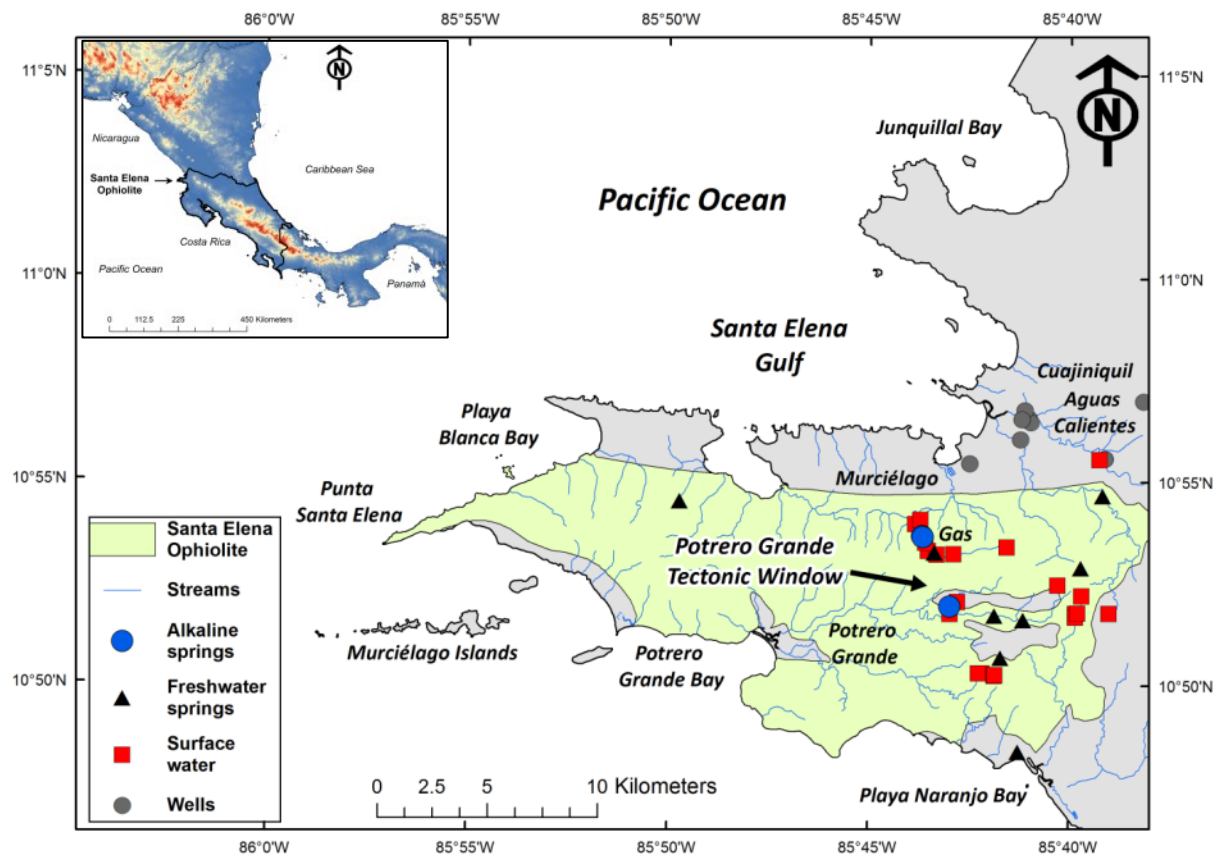 86°0'W
85°55'W
85°50'W
85°45'W
85°40'W
11°5'N
11°5'N
N
Nicaragua
Caribbean Sea
Santa Elena
Ophiolite
Costa Rica
Pacific Ocean
Panamá
0 112.5 225 450 Kilometers
N
Junquillal Bay
Pacific Ocean
11°0'N
11°0'N
Santa Elena
Gulf
Cuajiniquil
Aguas
Calientes
Playa
Blanca Bay
10°55'N
10°55'N
Murciélago
Punta
Santa Elena
Gas
Potrero Grande
Tectonic Window
Santa Elena
Ophiolite
Streams
Alkaline
springs
Freshwater
springs
Surface
water
Wells
Murciélago Islands
Potrero
Grande Bay
Potrero
Grande
10°50'N
10°50'N
0 2.5 5 10 Kilometers
Playa Naranjo Bay
86°0'W
85°55'W
85°50'W
85°45'W
85°40'W